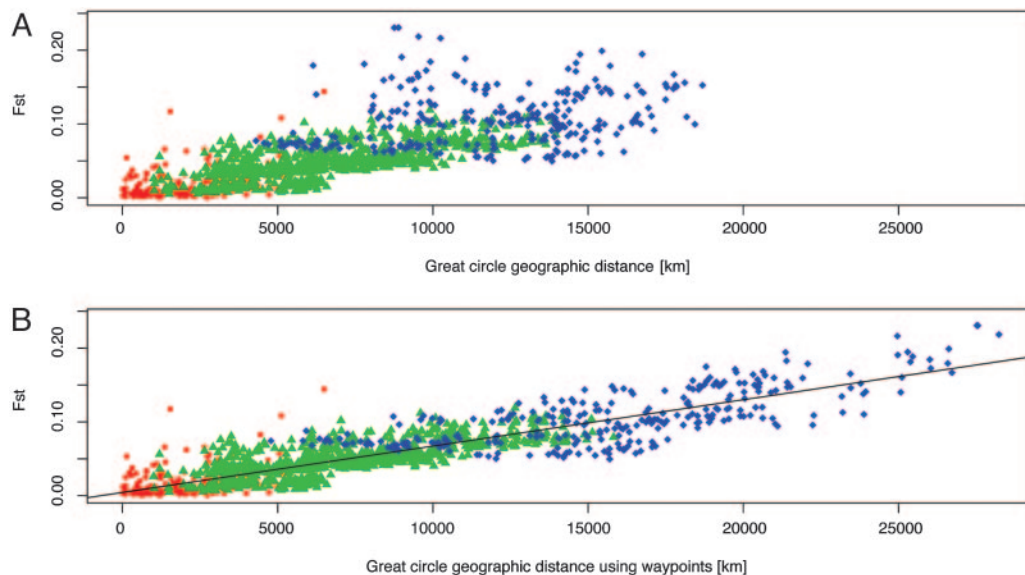 A
Fst
0.20
0.10
0.00
0 5000 10000 15000 20000 25000
Great circle geographic distance [km]
B
Fst
0.20
0.10
0.00
0 5000 10000 15000 20000 25000
Great circle geographic distance using waypoints [km]